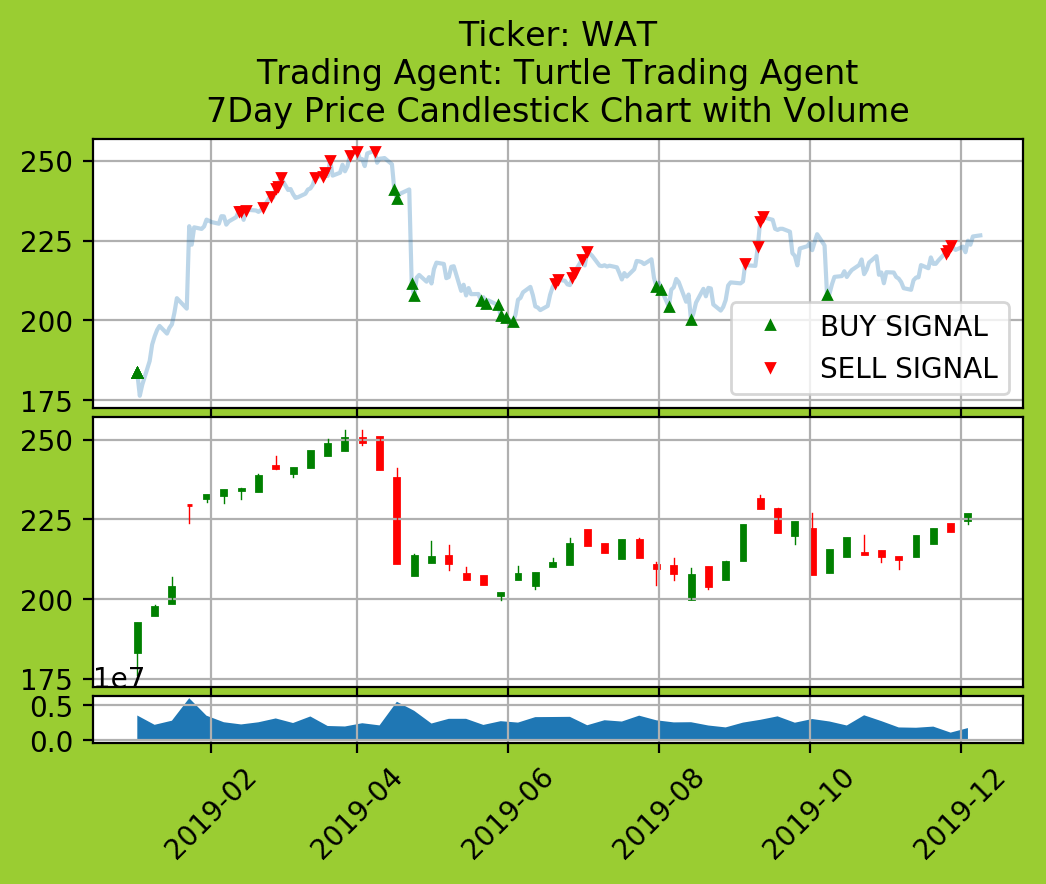 Ticker: WAT
Trading Agent: Turtle Trading Agent
7Day Price Candlestick Chart with Volume
250
225
200
175
BUY SIGNAL
SELL SIGNAL
250
225
200
175
1e7
0.5
0.0
2019-02
2019-04
2019-06
2019-08
2019-10
2019-12